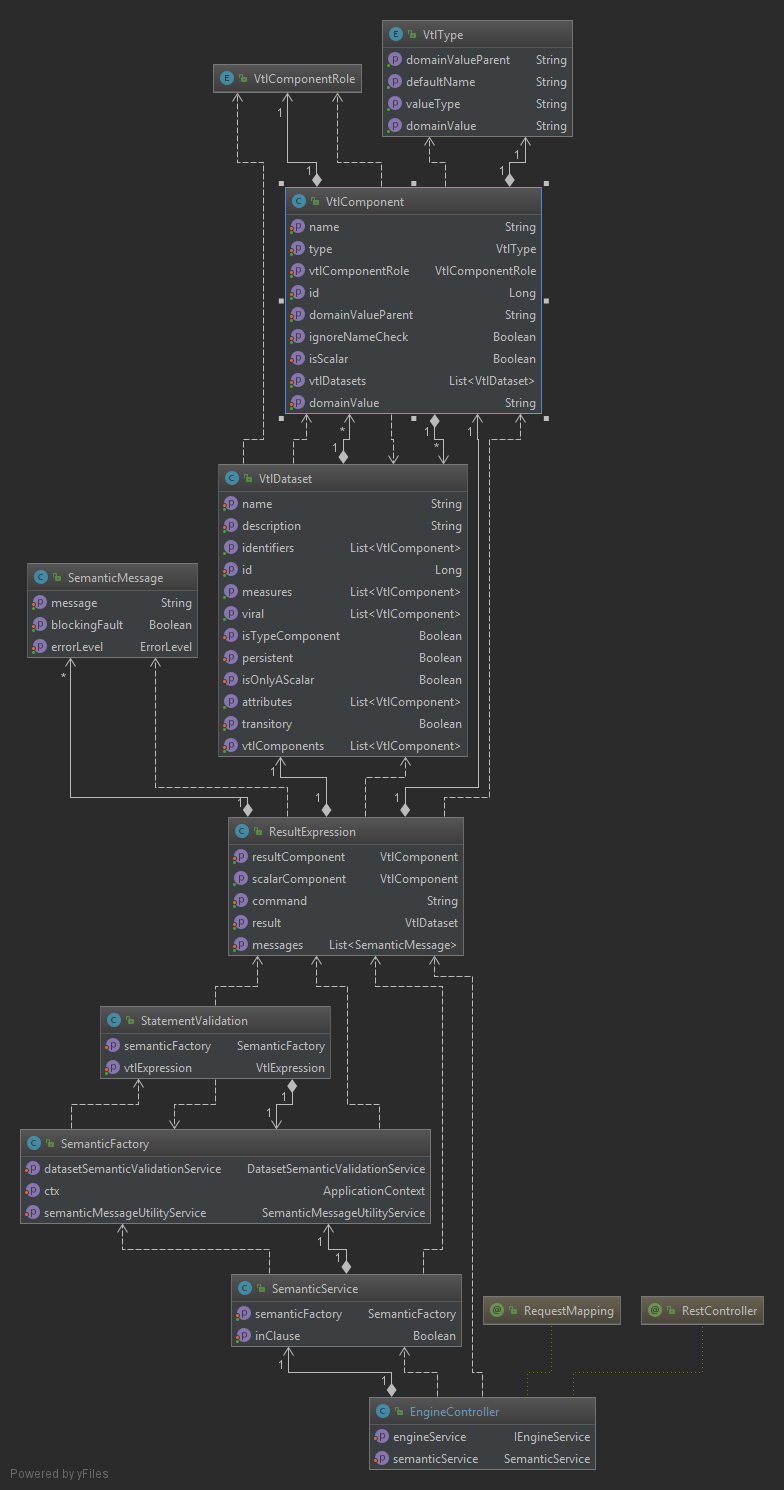 VtlType
domainValueParent String
defaultName String
valueType String
domainValue String
VtlComponentRole
1
1
1
1
VtlComponent
name String
type VtlType
vtlComponentRole VtlComponentRole
id Long
domainValueParent String
ignoreNameCheck Boolean
isScalar Boolean
vtlDatasets List<VtlDataset>
domainValue String
* 1 1
1 *
VtlDataset
name String
description String
identifiers List<VtlComponent>
id Long
measures List<VtlComponent>
viral List<VtlComponent>
isTypeComponent Boolean
persistent Boolean
isOnlyAScalar Boolean
attributes List<VtlComponent>
transitory Boolean
vtlComponents List<VtlComponent>
SemanticMessage
message String
blockingFault Boolean
errorLevel ErrorLevel
*
1
1 1 1
ResultExpression
resultComponent VtlComponent
scalarComponent VtlComponent
command String
result VtlDataset
messages List<SemanticMessage>
StatementValidation
semanticFactory SemanticFactory
vtlExpression VtlExpression
1
1
SemanticFactory
datasetSemanticValidationService DatasetSemanticValidationService
ctx ApplicationContext
semanticMessageUtilityService SemanticMessageUtilityService
1
1
SemanticService
semanticFactory SemanticFactory
inClause Boolean
@ RequestMapping
@ RestController
1
1
EngineController
engineService IEngineService
semanticService SemanticService
Powered by yFiles